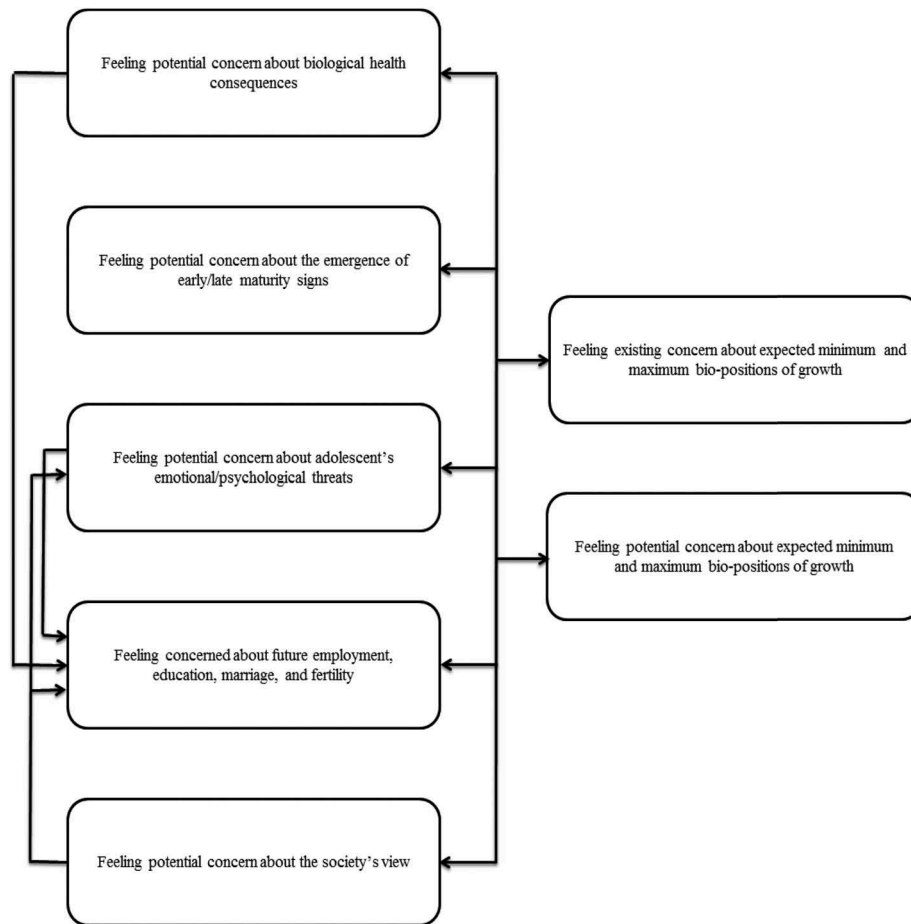 Feeling potential concern about biological health
consequences
Feeling potential concern about the emergence of
early/late maturity signs
Feeling existing concern about expected minimum and
maximum bio-positions of growth
Feeling potential concern about adolescent's
emotional/psychological threats
Feeling potential concern about expected minimum
and maximum bio-positions of growth
Feeling concerned about future employment,
education, marriage, and fertility
Feeling potential concern about the society's view